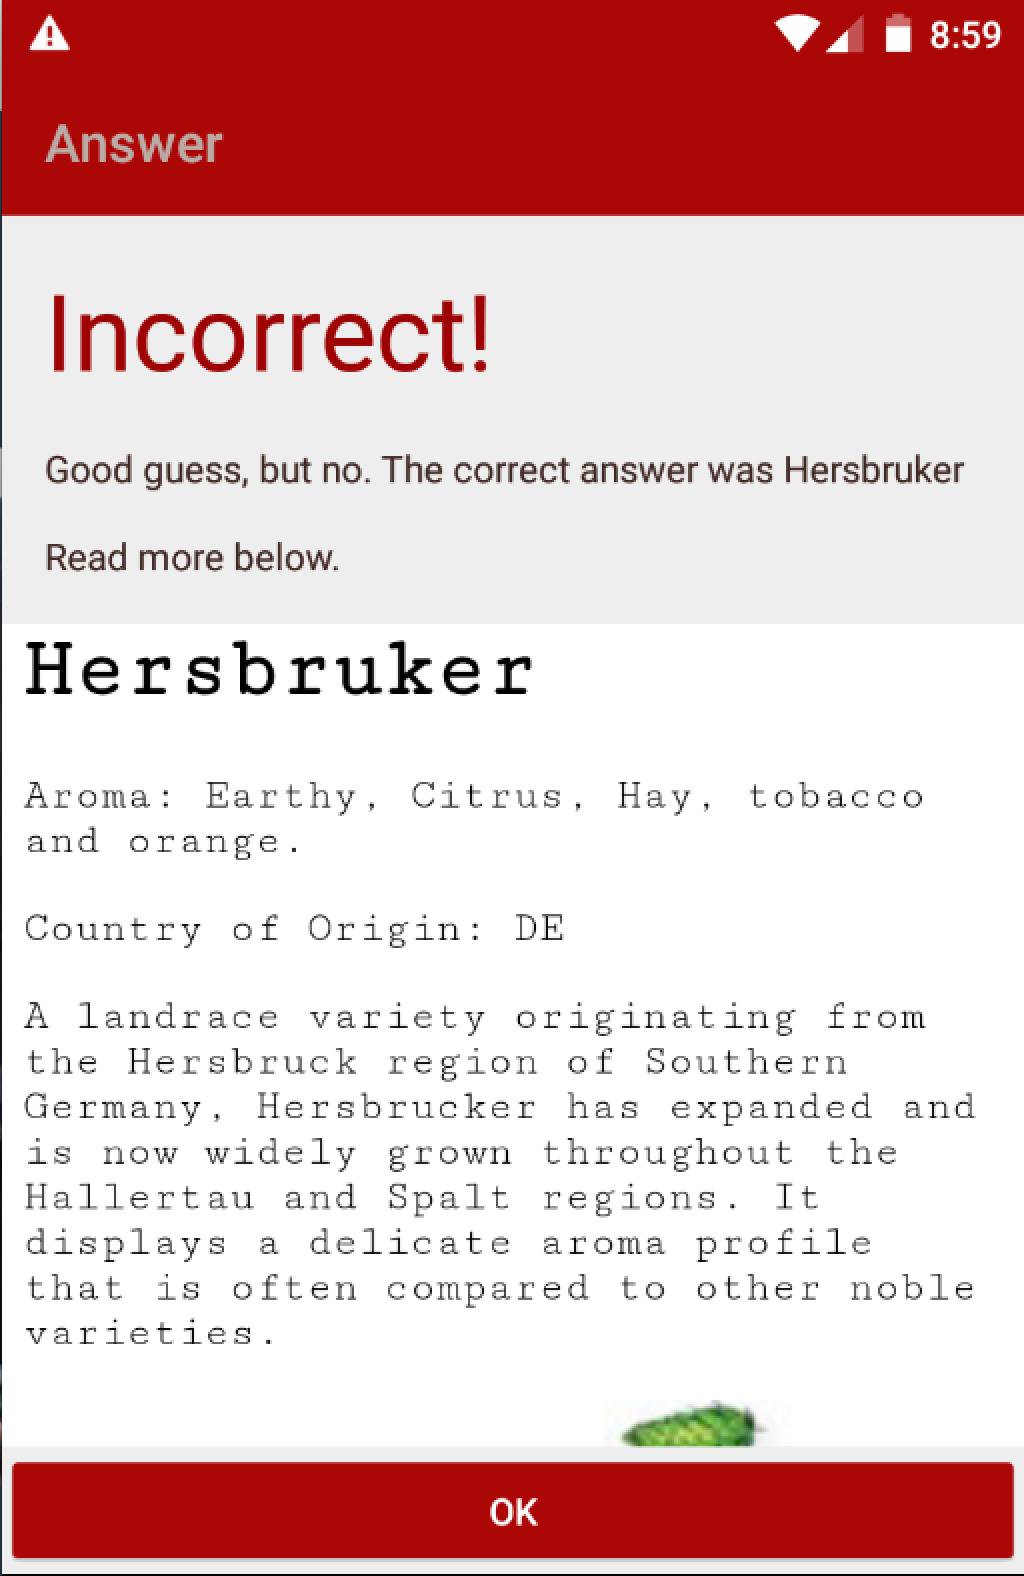 8:59
Answer
Incorrect!
Good guess, but no. The correct answer was Hersbruker
Read more below.
Hersbruker
Aroma: Earthy, Citrus, Hay, tobacco
and orange.
Country of Origin: DE
A landrace variety originating from
the Hersbruck region of Southern
Germany, Hersbrucker has expanded and
is now widely grown throughout the
Hallertau and Spalt regions. It
displays a delicate aroma profile
that is often compared to other noble
varieties.
OK